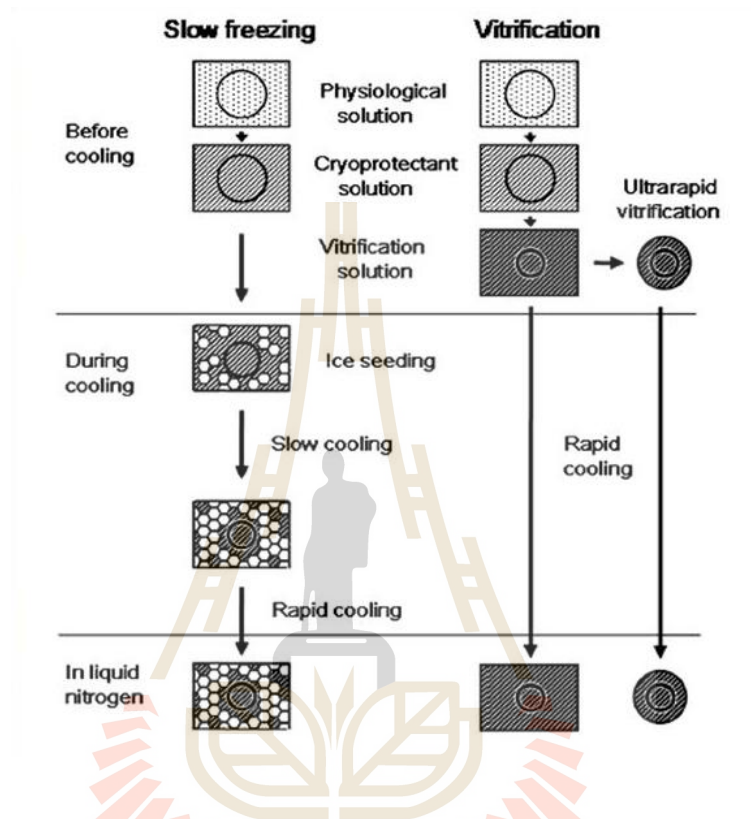 Slow freezing
Vitrification
Before
cooling
Physiological
solution
Cryoprotectant
solution
Vitrification
solution
Ultrarapid
vitrification
During
cooling
Ice seeding
Slow cooling
Rapid
cooling
Rapid cooling
In liquid
nitrogen